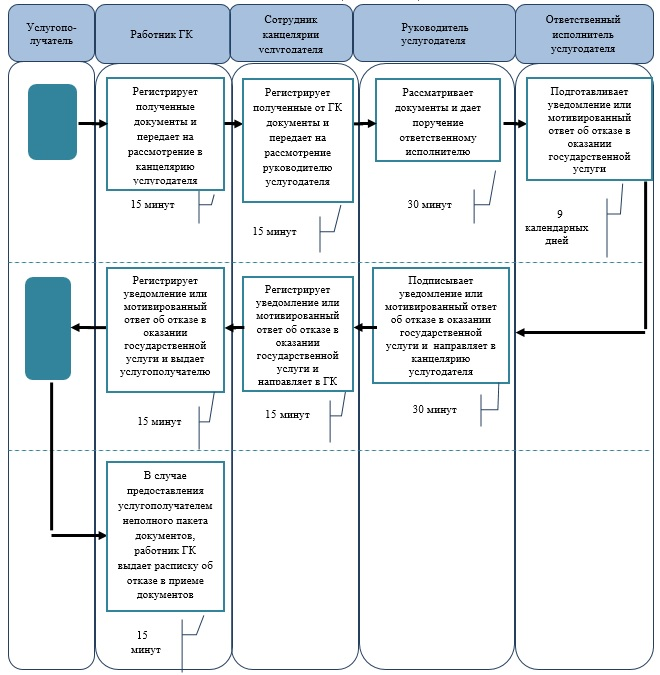 Услугопо-
лучатель
Работник ГК
Сотрудник
канцелярии
услугодателя
Руководитель
услугодателя
Ответственный
исполнитель
услугодателя
Регистрирует
полученные
документы и
передает на
рассмотрение в
канцелярию
услугодателя
Регистрирует
полученные от ГК
документы и
передает на
рассмотрение
руководителю
услугодателя
Рассматривает
документы и дает
поручение
ответственному
исполнителю
Подготавливает
уведомление или
мотивированный
ответ об отказе в
оказании
государственной
услуги
15 минут
15 минут
30 минут
9
календарных
дней
Регистрирует
уведомление или
мотивированный
ответ об отказе в
оказании
государственной
услуги и выдает
услугополучателю
Регистрирует
уведомление или
мотивированный
ответ об отказе в
оказании
государственной
услуги и
направляет в ГК
Подписывает
уведомление или
мотивированный ответ
об отказе в оказании
государственной
услуги и направляет в
канцелярию
услугодателя
15 минут
15 минут
30 минут
В случае
предоставления
услугополучателем
неполного пакета
документов,
работник ГК
выдает расписку об
отказе в приеме
документов
15
минут